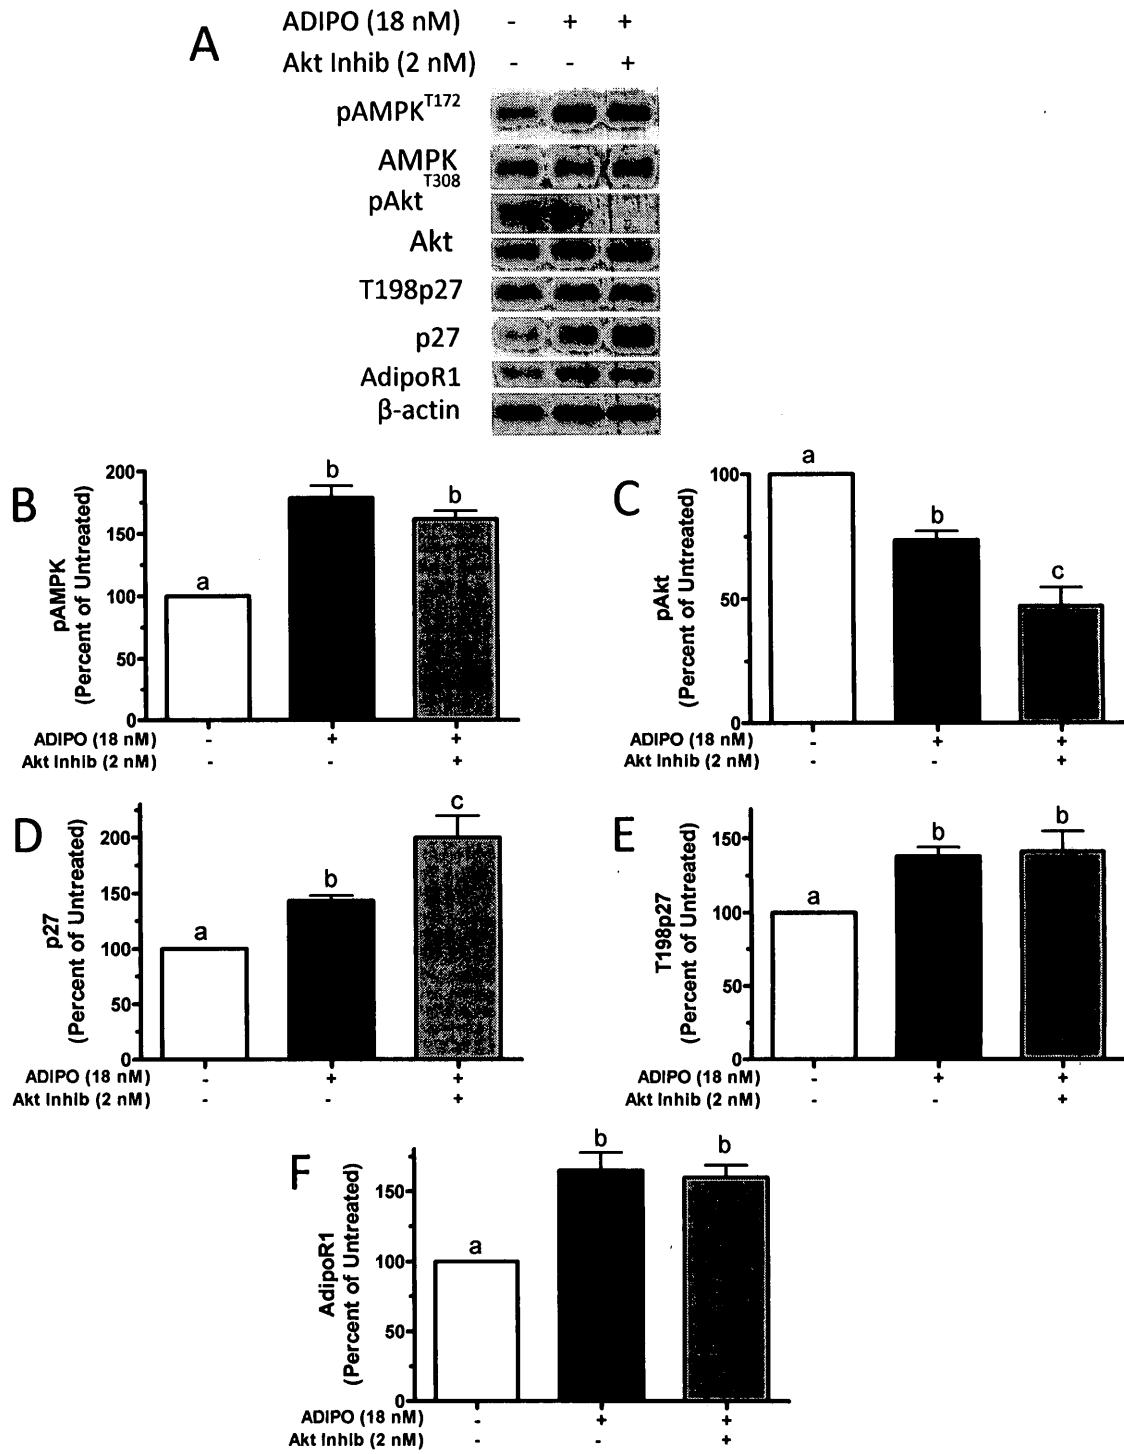 A
ADIPO (18 nM) - + +
Akt Inhib (2 nM) - - +
pAMPK T172
AMPK
pAkt T308
Akt
T198p27
p27
AdipoR1
β-actin
B
pAMPK
(Percent of Untreated)
200
150
100
50
0
a
b
b
ADIPO (18 nM) - + +
Akt Inhib (2 nM) - - +
C
pAkt
(Percent of Untreated)
100
50
0
a
b
c
ADIPO (18 nM) - + +
Akt Inhib (2 nM) - - +
D
p27
(Percent of Untreated)
200
150
100
50
0
a
b
c
ADIPO (18 nM) - + +
Akt Inhib (2 nM) - - +
E
T198p27
(Percent of Untreated)
150
100
50
0
a
b
b
ADIPO (18 nM) - + +
Akt Inhib (2 nM) - - +
F
AdipoR1
(Percent of Untreated)
150
100
50
0
a
b
b
ADIPO (18 nM) - + +
Akt Inhib (2 nM) - - +